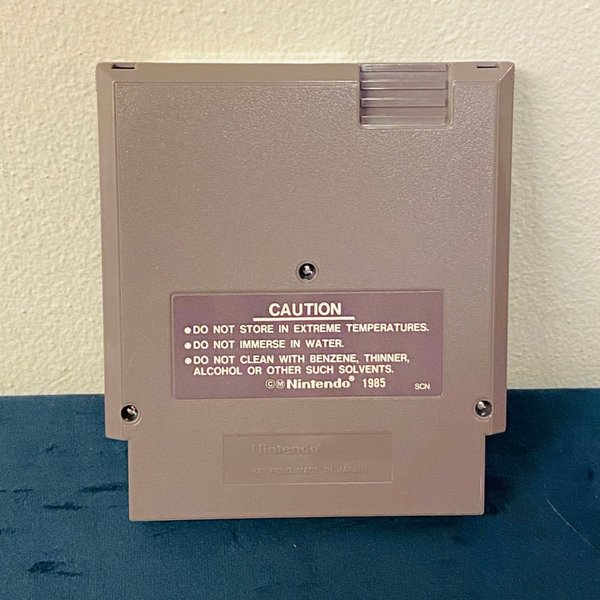 CAUTION
●DO NOT STORE IN EXTREME TEMPERATURES.
●DO NOT IMMERSE IN WATER.
●DO NOT CLEAN WITH BENZENE, THINNER,
ALCOHOL OR OTHER SUCH SOLVENTS.
©Ⓜ Nintendo® 1985 SCN
Nintendo®
PAT. PEND. MADE IN JAPAN